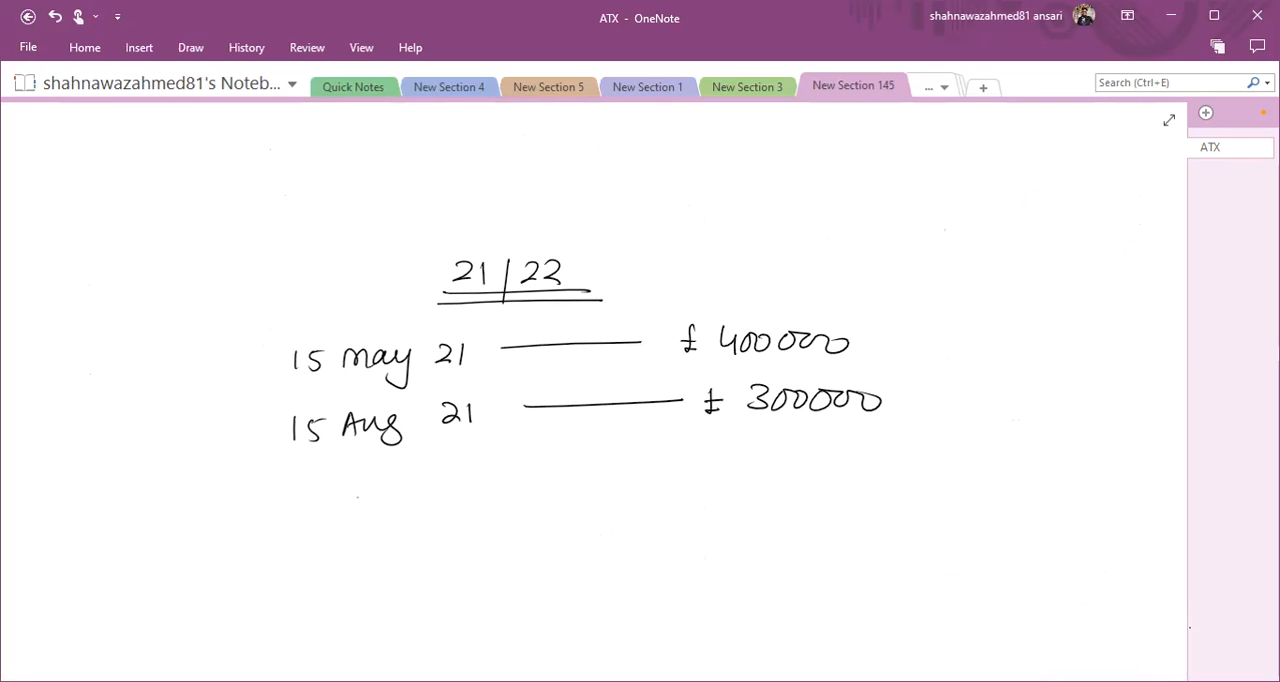 ATX - OneNote
shahnawazahmed81 ansari
File Home Insert Draw History Review View Help
shahnawazahmed81's Noteb... Quick Notes New Section 4 New Section 5 New Section 1 New Section 3 New Section 145 ... Search (Ctrl+E)
ATX
21/22
15 may 21 £ 400000
15 Aug 21 £ 300000